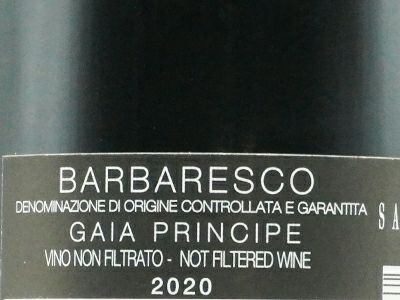 BARBARESCO
DENOMINAZIONE DI ORIGINE CONTROLLATA E GARANTITA
GAIA PRINCIPE
VINO NON FILTRATO - NOT FILTERED WINE
2020